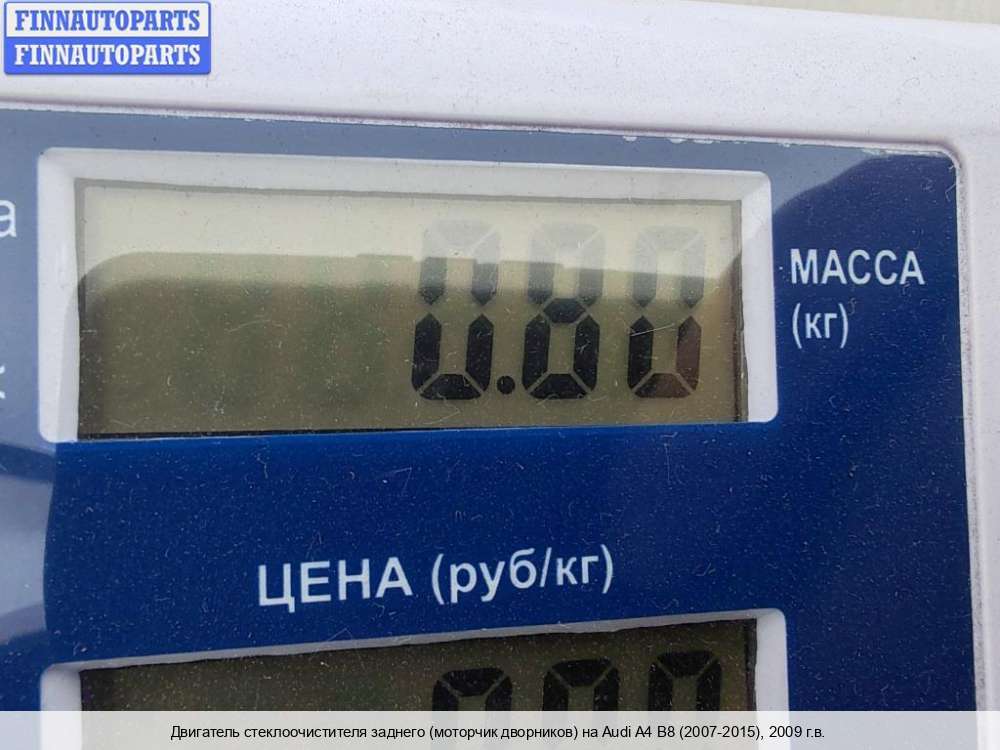 FINNAUTOPARTS
FINNAUTOPARTS
а
0.80
МАССА
(кг)
ЦЕНА (руб/кг)
Двигатель стеклоочистителя заднего (моторчик дворников) на Audi A4 B8 (2007-2015), 2009 г.в.